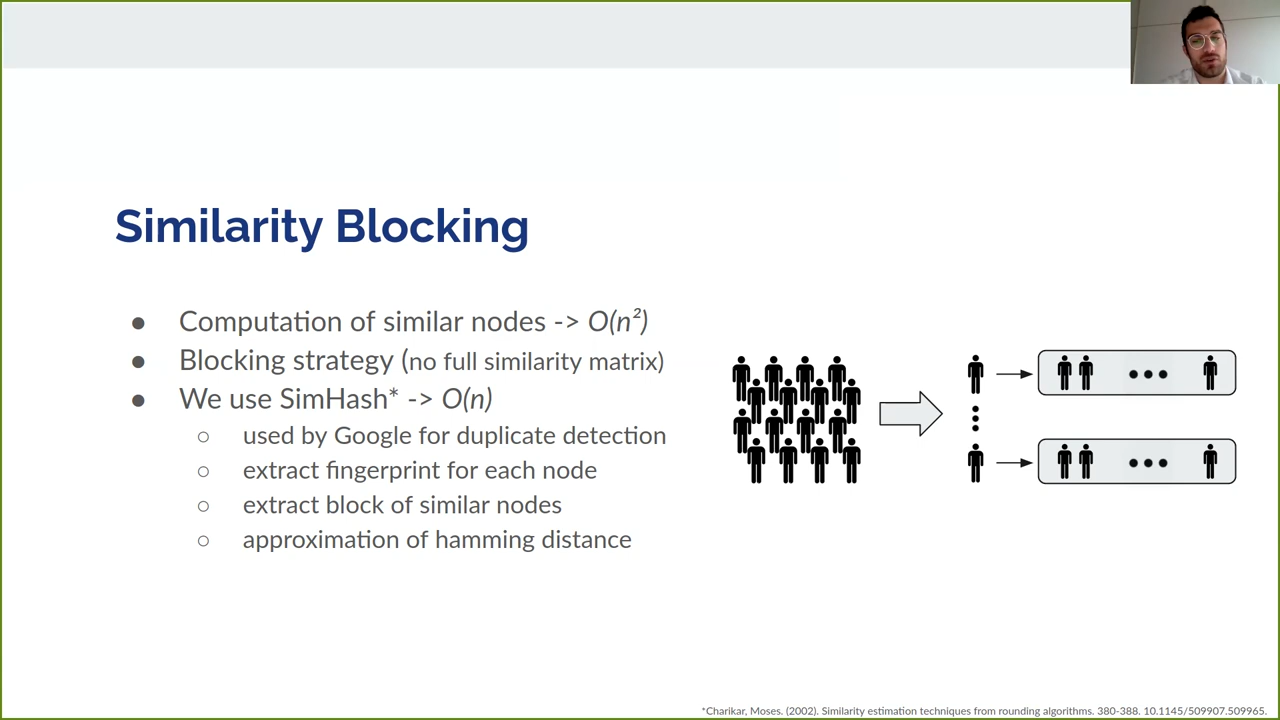 Similarity Blocking
● Computation of similar nodes -> O(n²)
● Blocking strategy (no full similarity matrix)
● We use SimHash* -> O(n)
○ used by Google for duplicate detection
○ extract fingerprint for each node
○ extract block of similar nodes
○ approximation of hamming distance
*Charikar, Moses. (2002). Similarity estimation techniques from rounding algorithms. 380-388. 10.1145/509907.509965.